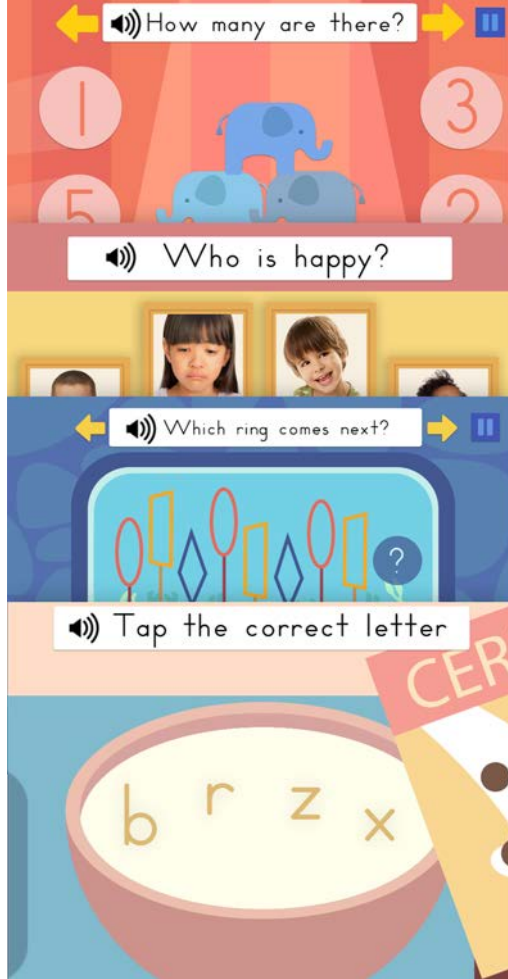 How many are there?
1 3
5 2
Who is happy?
Which ring comes next?
?
Tap the correct letter
CER
b r z x